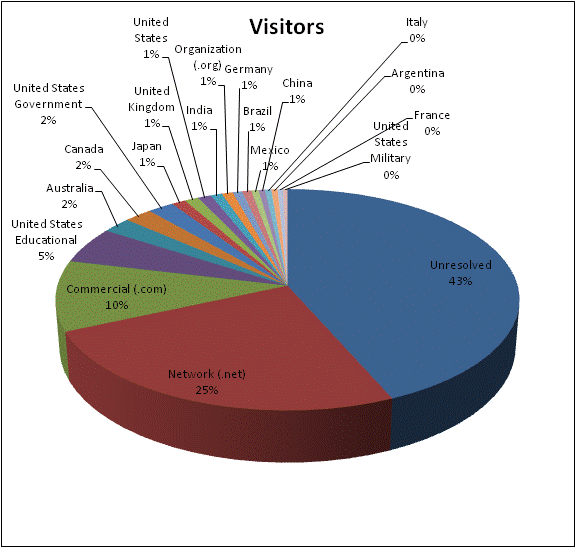 Visitors
Unresolved
43%
Network (.net)
25%
Commercial (.com)
10%
United States
Educational
5%
Australia
2%
Canada
2%
United States
Government
2%
Japan
1%
United
Kingdom
1%
United
States
1%
India
1%
Organization
(.org)
1%
Germany
1%
Brazil
1%
Mexico
1%
China
1%
Italy
0%
Argentina
0%
France
0%
United
States
Military
0%